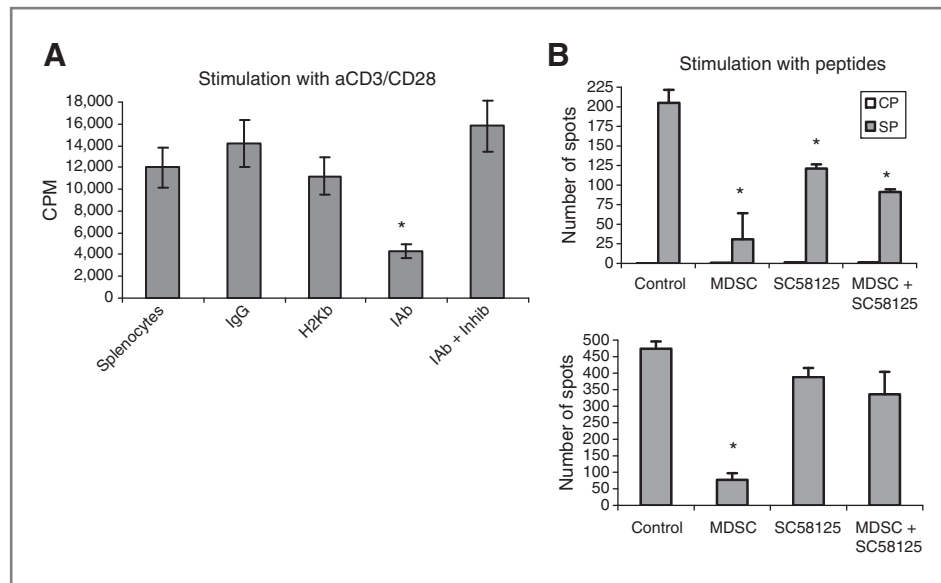 A
Stimulation with aCD3/CD28
CPM
18,000
16,000
14,000
12,000
10,000
8,000
6,000
4,000
2,000
0
*
Splenocytes
IgG
H2Kb
IAb
IAb + Inhib
B
Stimulation with peptides
Number of spots
225
200
175
150
125
100
75
50
25
0
CP
SP
*
*
*
Control
MDSC
SC58125
MDSC +
SC58125
Number of spots
500
450
400
350
300
250
200
150
100
50
0
*
Control
MDSC
SC58125
MDSC +
SC58125